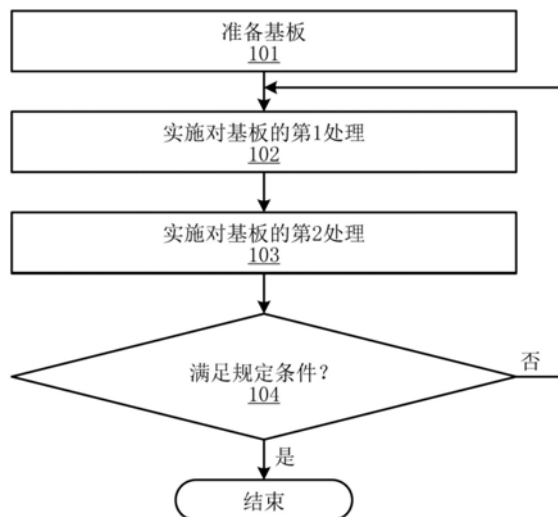 准备基板
101
实施对基板的第1处理
102
实施对基板的第2处理
103
满足规定条件?
104
否
是
结束